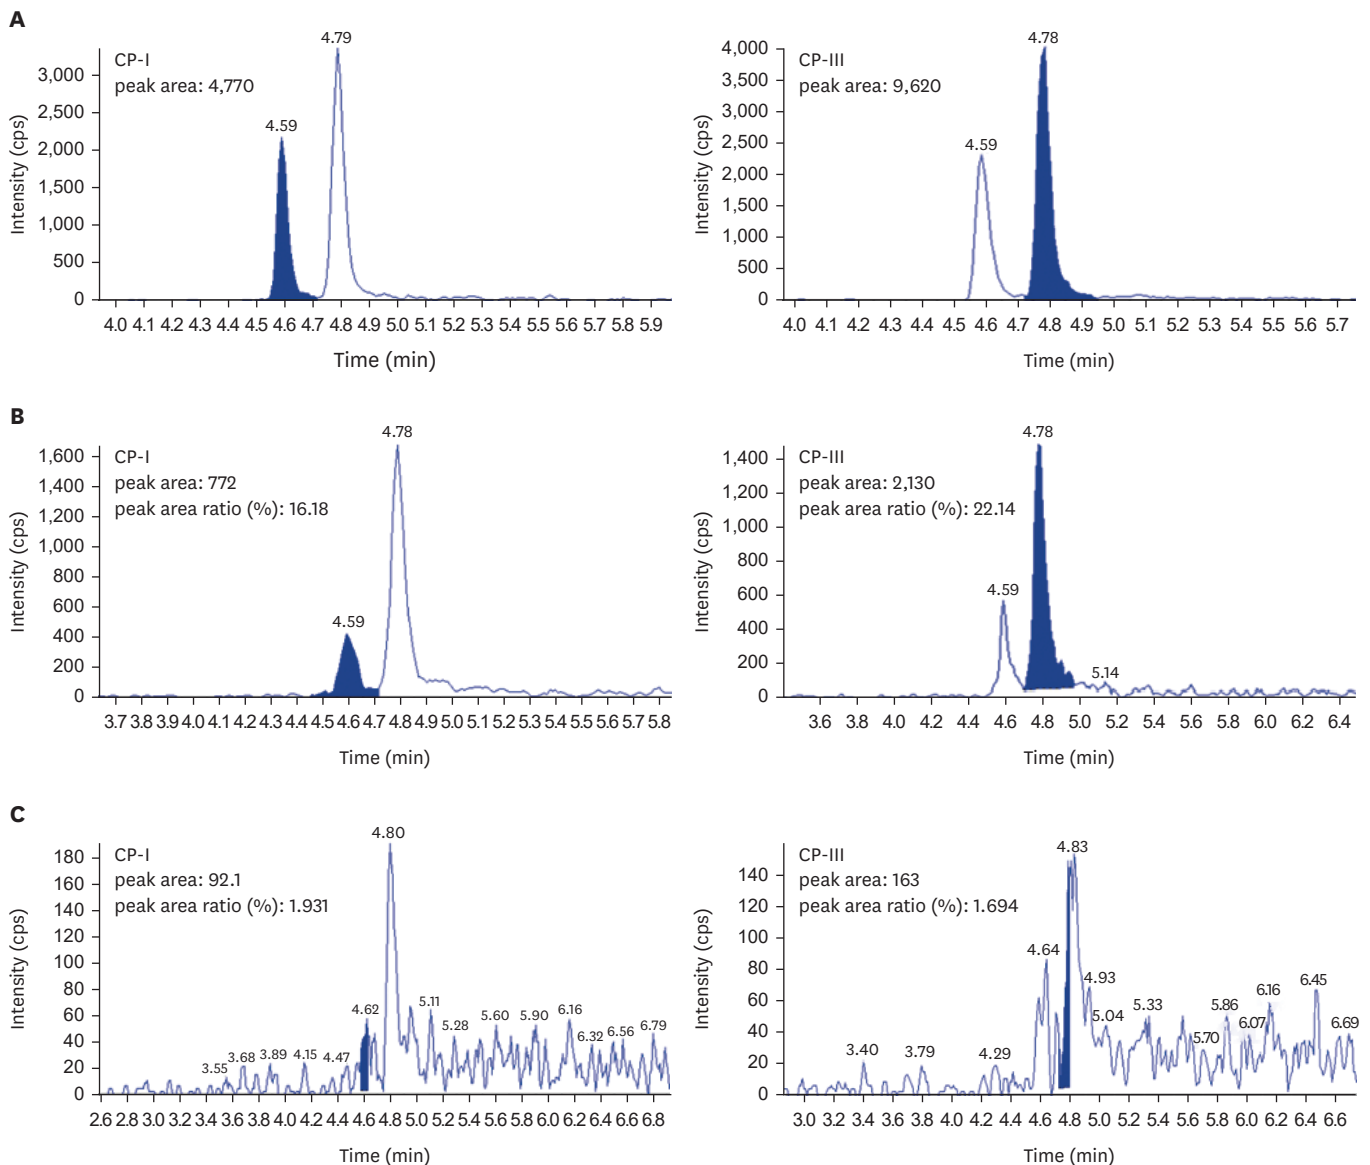 A
CP-I
peak area: 4,770
4.59
4.79
Intensity (cps)
3,000
2,500
2,000
1,500
1,000
500
0
4.0 4.1 4.2 4.3 4.4 4.5 4.6 4.7 4.8 4.9 5.0 5.1 5.2 5.3 5.4 5.5 5.6 5.7 5.8 5.9
Time (min)
CP-III
peak area: 9,620
4.59
4.78
Intensity (cps)
4,000
3,500
3,000
2,500
2,000
1,500
1,000
500
0
4.0 4.1 4.2 4.3 4.4 4.5 4.6 4.7 4.8 4.9 5.0 5.1 5.2 5.3 5.4 5.5 5.6 5.7
Time (min)
B
CP-I
peak area: 772
peak area ratio (%): 16.18
4.59
4.78
Intensity (cps)
1,600
1,400
1,200
1,000
800
600
400
200
0
3.7 3.8 3.9 4.0 4.1 4.2 4.3 4.4 4.5 4.6 4.7 4.8 4.9 5.0 5.1 5.2 5.3 5.4 5.5 5.6 5.7 5.8
Time (min)
CP-III
peak area: 2,130
peak area ratio (%): 22.14
4.59
4.78
5.14
Intensity (cps)
1,400
1,200
1,000
800
600
400
200
0
3.6 3.8 4.0 4.2 4.4 4.6 4.8 5.0 5.2 5.4 5.6 5.8 6.0 6.2 6.4
Time (min)
C
CP-I
peak area: 92.1
peak area ratio (%): 1.931
3.55
3.68
3.89
4.15
4.47
4.62
4.80
5.11
5.28
5.60
5.90
6.16
6.32
6.56
6.79
Intensity (cps)
180
160
140
120
100
80
60
40
20
0
2.6 2.8 3.0 3.2 3.4 3.6 3.8 4.0 4.2 4.4 4.6 4.8 5.0 5.2 5.4 5.6 5.8 6.0 6.2 6.4 6.6 6.8
Time (min)
CP-III
peak area: 163
peak area ratio (%): 1.694
3.40
3.79
4.29
4.64
4.83
4.93
5.04
5.33
5.70
5.86
6.07
6.16
6.45
6.69
Intensity (cps)
140
120
100
80
60
40
20
0
3.0 3.2 3.4 3.6 3.8 4.0 4.2 4.4 4.6 4.8 5.0 5.2 5.4 5.6 5.8 6.0 6.2 6.4 6.6
Time (min)